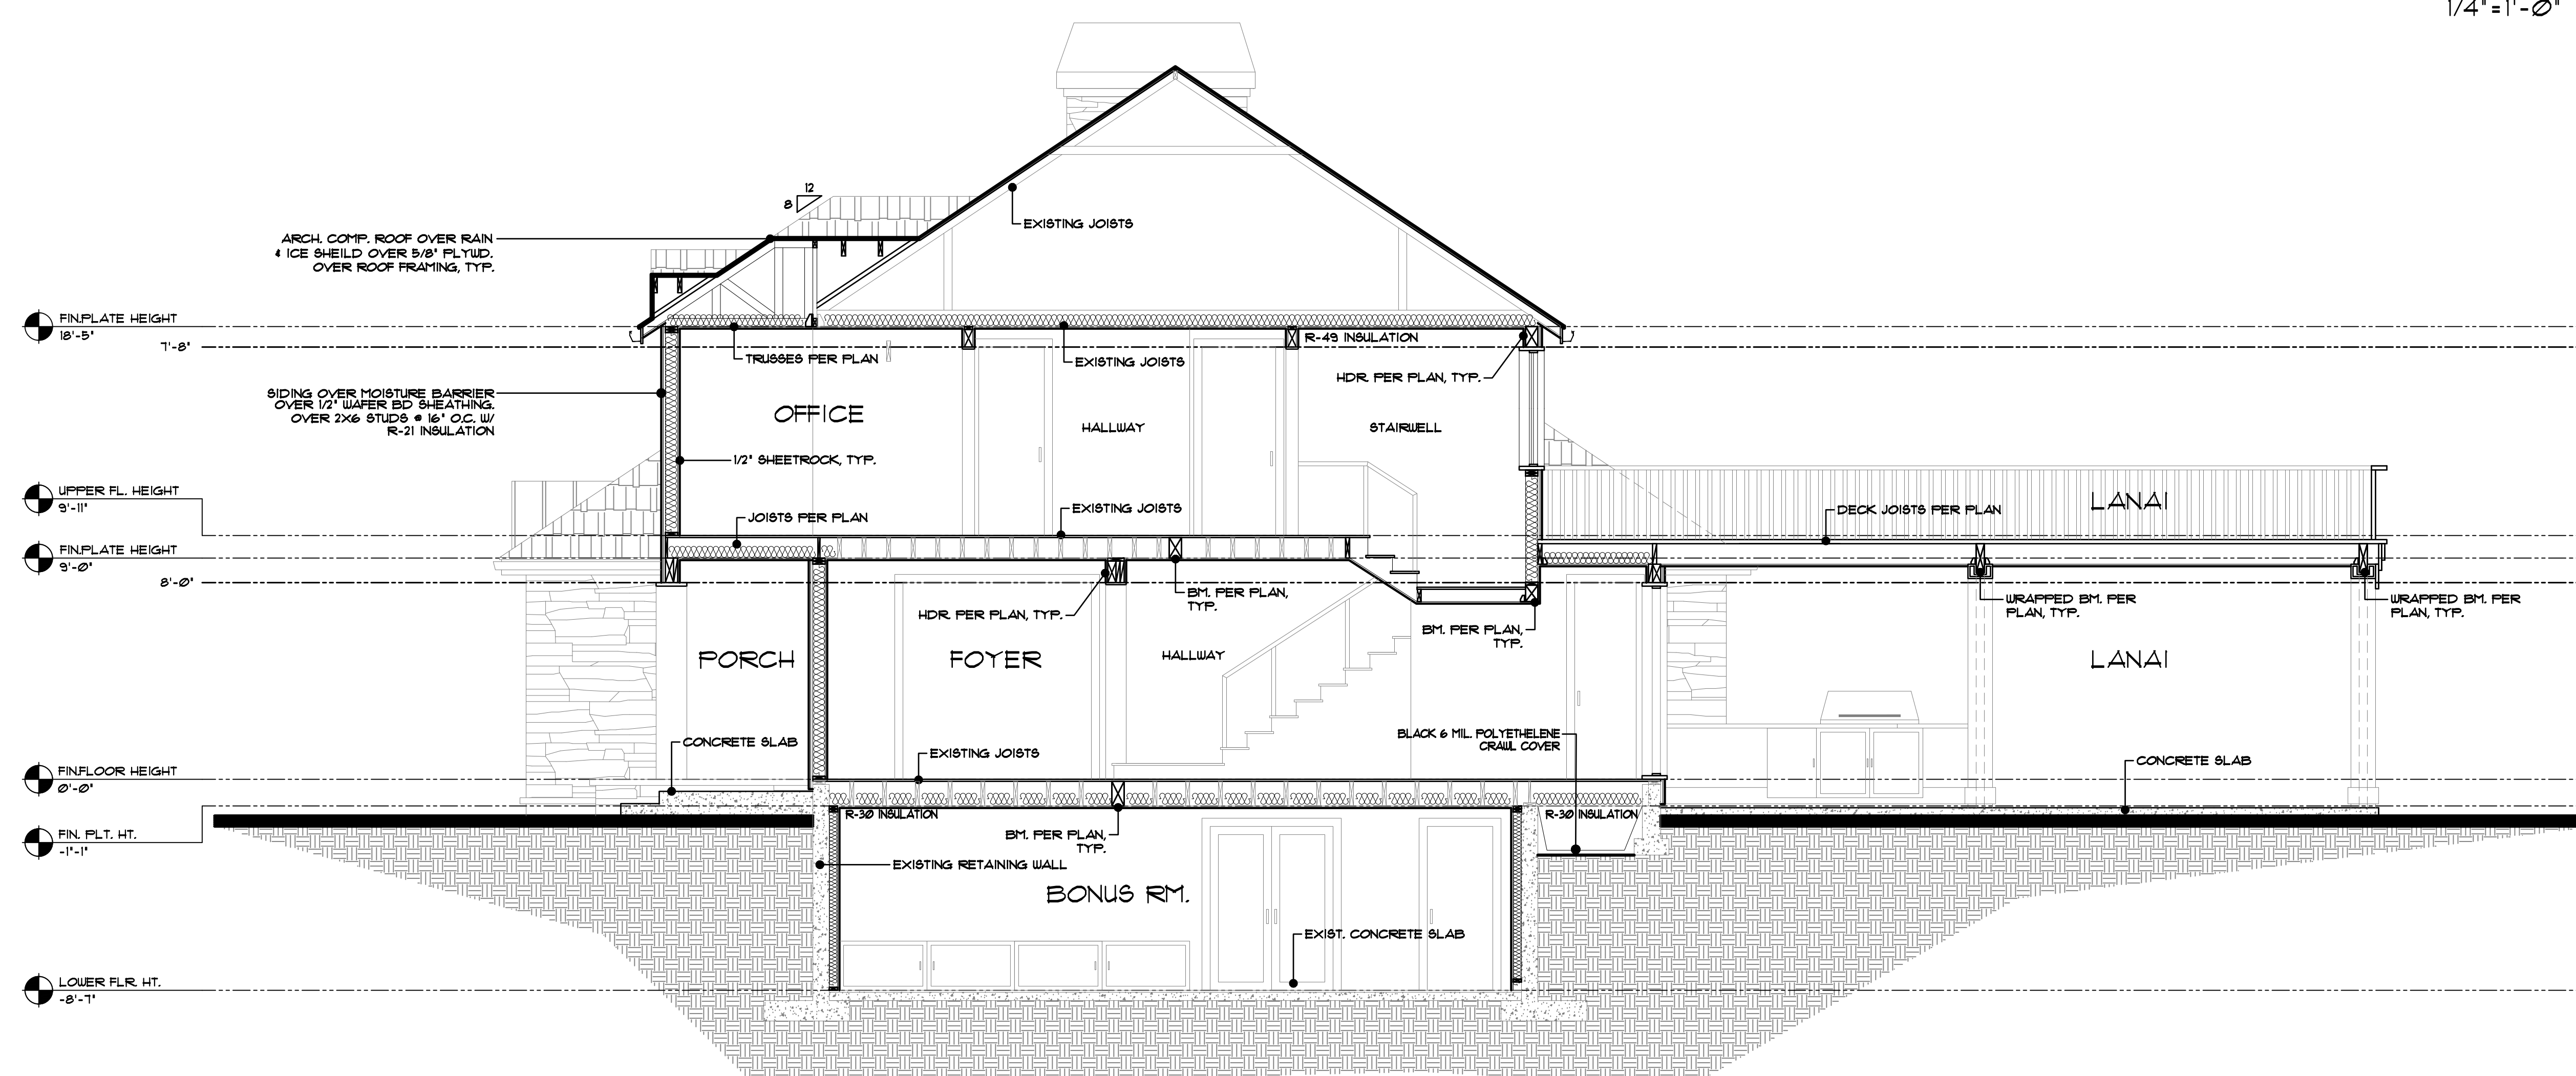 1/4"=1'-0"
12
8
EXISTING JOISTS
ARCH. COMP. ROOF OVER RAIN
& ICE SHEILD OVER 5/8" PLYWD.
OVER ROOF FRAMING, TYP.
FIN.PLATE HEIGHT
18'-5"
7'-8"
R-49 INSULATION
TRUSSES PER PLAN
EXISTING JOISTS
HDR. PER PLAN, TYP.
SIDING OVER MOISTURE BARRIER
OVER 1/2" WAFER BD SHEATHING.
OVER 2X6 STUDS @ 16" O.C. W/
R-21 INSULATION
OFFICE
HALLWAY
STAIRWELL
1/2" SHEETROCK, TYP.
UPPER FL. HEIGHT
9'-11"
JOISTS PER PLAN
EXISTING JOISTS
DECK JOISTS PER PLAN
LANAI
FIN.PLATE HEIGHT
9'-0"
8'-0"
HDR. PER PLAN, TYP.
BM. PER PLAN,
TYP.
BM. PER PLAN,
TYP.
WRAPPED BM. PER
PLAN, TYP.
WRAPPED BM. PER
PLAN, TYP.
PORCH
FOYER
HALLWAY
LANAI
CONCRETE SLAB
EXISTING JOISTS
BLACK 6 MIL. POLYETHELENE
CRAWL COVER
CONCRETE SLAB
FIN.FLOOR HEIGHT
0'-0"
R-30 INSULATION
R-30 INSULATION
BM. PER PLAN,
TYP.
FIN. PLT. HT.
-1'-1"
EXISTING RETAINING WALL
BONUS RM.
EXIST. CONCRETE SLAB
LOWER FLR. HT.
-8'-7"